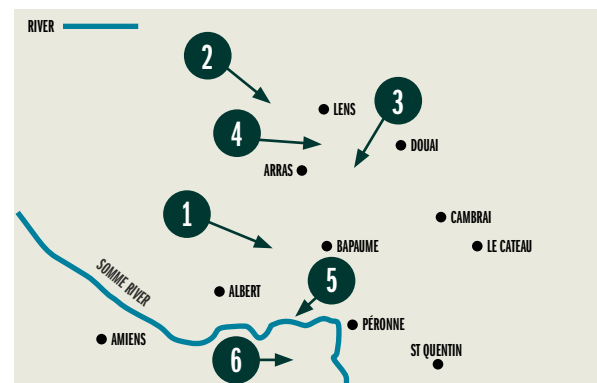 RIVER
2
LENS
3
4
DOUAI
ARRAS
1
CAMBRAI
BAPAUME
LE CATEAU
SOMME RIVER
5
ALBERT
PÉRONNE
AMIENS
ST QUENTIN
6